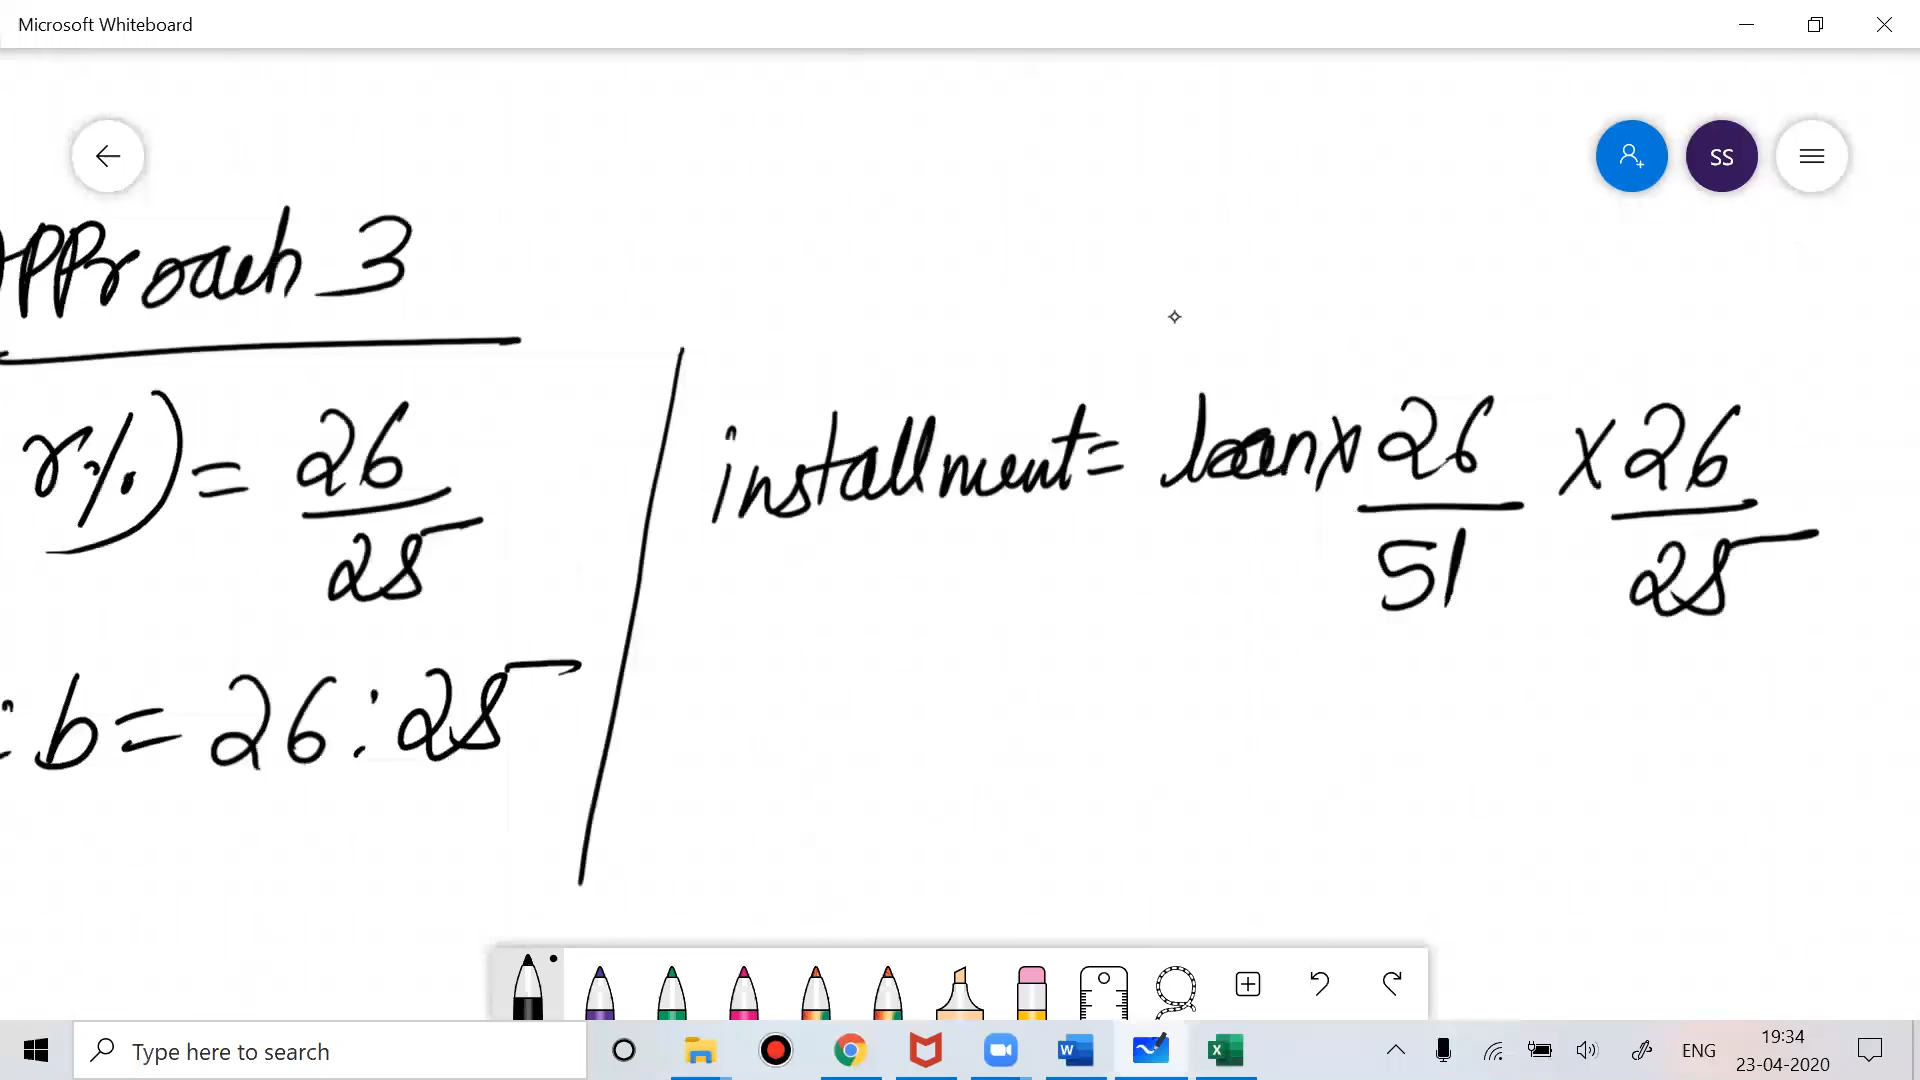 Microsoft Whiteboard
SS
Approach 3
r%) = 26/25
: b = 26 : 25
installment = loan x 26/51 x 26/25
Type here to search
ENG
19:34
23-04-2020